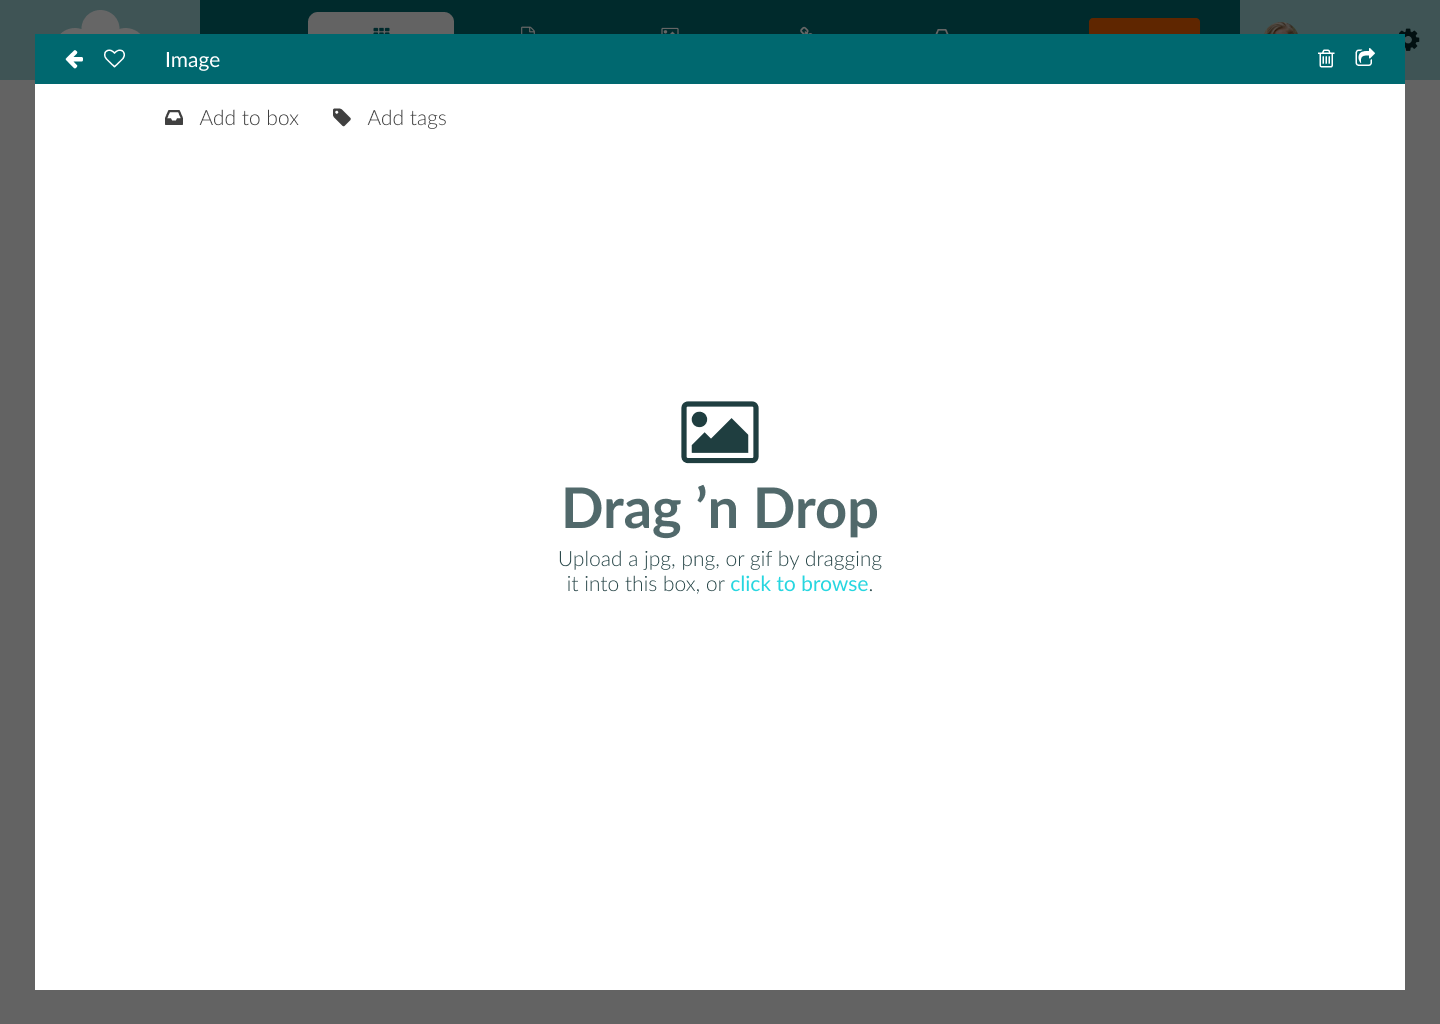 Image
Add to box Add tags
Drag ’n Drop
Upload a jpg, png, or gif by dragging
it into this box, or click to browse.